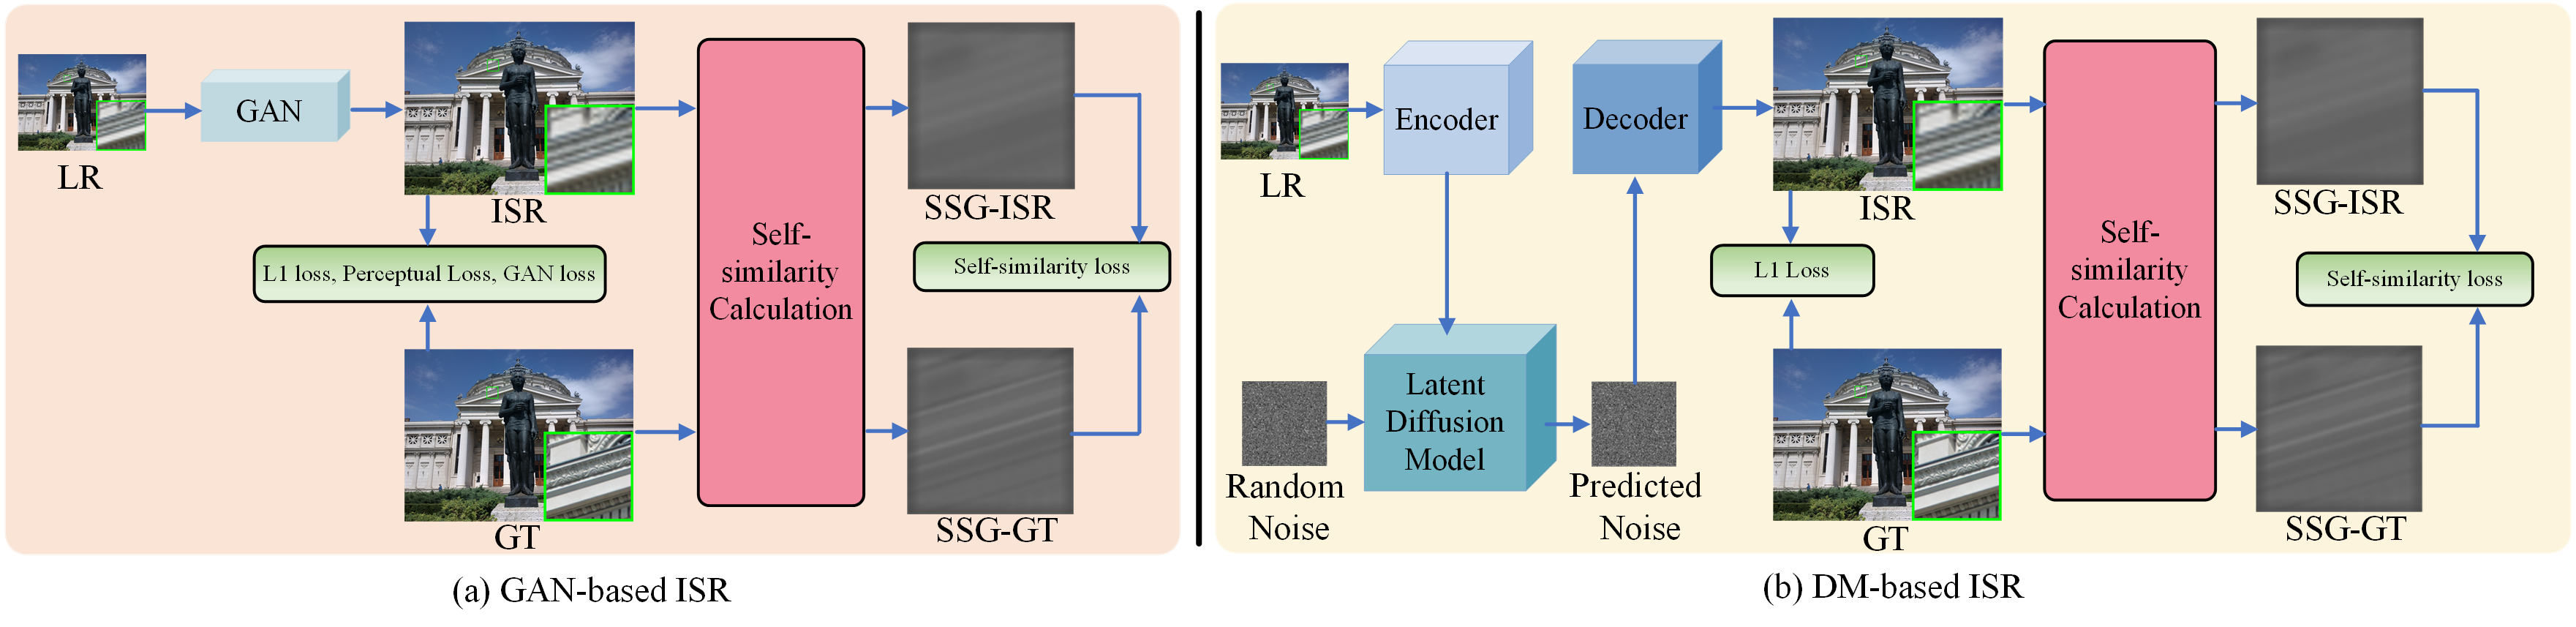 LR
GAN
ISR
L1 loss, Perceptual Loss, GAN loss
GT
Self-
similarity
Calculation
SSG-ISR
Self-similarity loss
SSG-GT
(a) GAN-based ISR
LR
Encoder
Decoder
Random
Noise
Latent
Diffusion
Model
Predicted
Noise
ISR
L1 Loss
GT
Self-
similarity
Calculation
SSG-ISR
Self-similarity loss
SSG-GT
(b) DM-based ISR